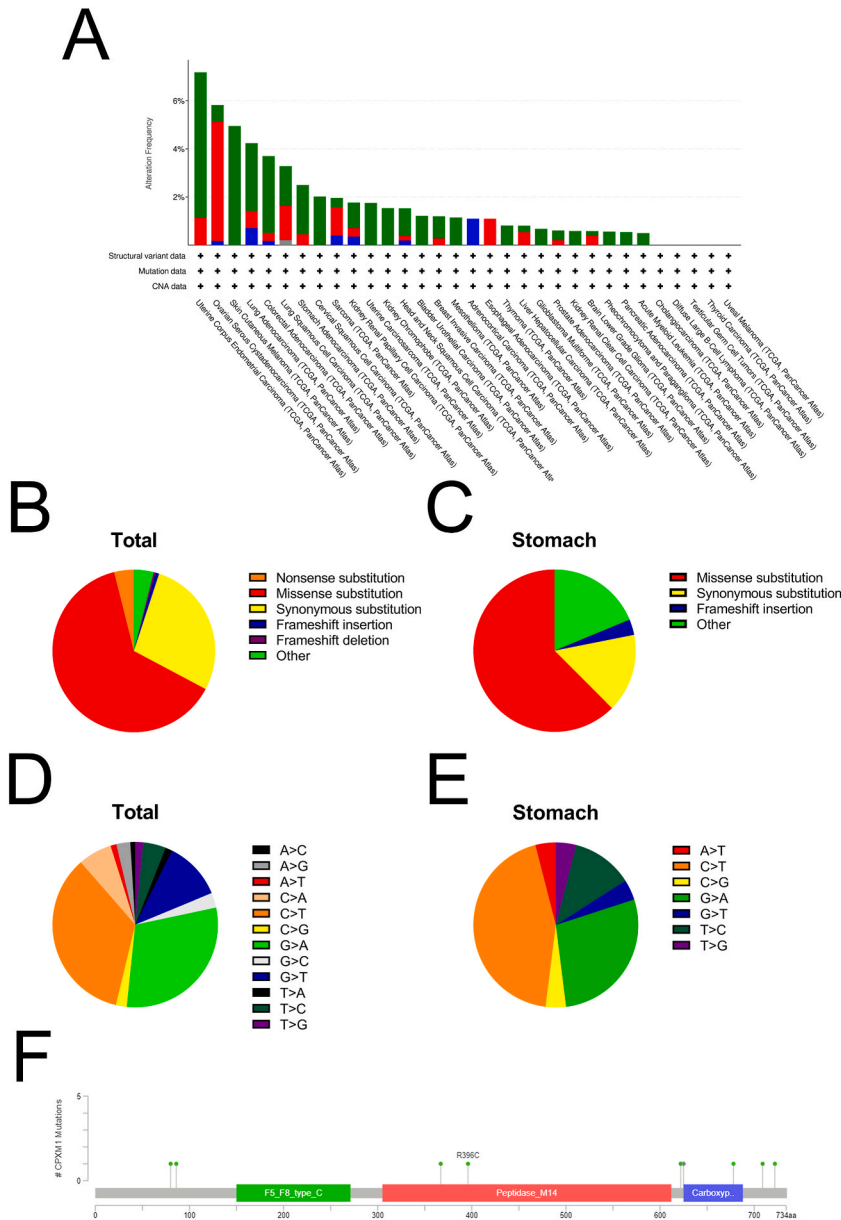 A
Alteration Frequency
6%
4%
2%
Structural variant data
Mutation data
CNA data
Uterine Corpus Endometrial Carcinoma (TCGA, PanCancer Atlas)
Ovarian Serous Cystadenocarcinoma (TCGA, PanCancer Atlas)
Skin Cutaneous Melanoma (TCGA, PanCancer Atlas)
Lung Adenocarcinoma (TCGA, PanCancer Atlas)
Colorectal Adenocarcinoma (TCGA, PanCancer Atlas)
Lung Squamous Cell Carcinoma (TCGA, PanCancer Atlas)
Stomach Adenocarcinoma (TCGA, PanCancer Atlas)
Cervical Squamous Cell Carcinoma (TCGA, PanCancer Atlas)
Sarcoma (TCGA, PanCancer Atlas)
Kidney Renal Papillary Cell Carcinoma (TCGA, PanCancer Atlas)
Uterine Carcinosarcoma (TCGA, PanCancer Atlas)
Kidney Chromophobe (TCGA, PanCancer Atlas)
Head and Neck Squamous Cell Carcinoma (TCGA, PanCancer Atle
Bladder Urothelial Carcinoma (TCGA, PanCancer Atlas)
Breast Invasive Carcinoma (TCGA, PanCancer Atlas)
Mesothelioma (TCGA, PanCancer Atlas)
Adrenocortical Carcinoma (TCGA, PanCancer Atlas)
Esophageal Adenocarcinoma (TCGA, PanCancer Atlas)
Thymoma (TCGA, PanCancer Atlas)
Liver Hepatocellular Carcinoma (TCGA, PanCancer Atlas)
Glioblastoma Multiforme (TCGA, PanCancer Atlas)
Prostate Adenocarcinoma (TCGA, PanCancer Atlas)
Kidney Renal Clear Cell Carcinoma (TCGA, PanCancer Atlas)
Brain Lower Grade Glioma (TCGA, PanCancer Atlas)
Pheochromocytoma and Paraganglioma (TCGA, PanCancer Atlas)
Pancreatic Adenocarcinoma (TCGA, PanCancer Atlas)
Acute Myeloid Leukemia (TCGA, PanCancer Atlas)
Cholangiocarcinoma (TCGA, PanCancer Atlas)
Diffuse Large B-Cell Lymphoma (TCGA, PanCancer Atlas)
Testicular Germ Cell Tumors (TCGA, PanCancer Atlas)
Thyroid Carcinoma (TCGA, PanCancer Atlas)
Uveal Melanoma (TCGA, PanCancer Atlas)
B
Total
Nonsense substitution
Missense substitution
Synonymous substitution
Frameshift insertion
Frameshift deletion
Other
C
Stomach
Missense substitution
Synonymous substitution
Frameshift insertion
Other
D
Total
A>C
A>G
A>T
C>A
C>T
C>G
G>A
G>C
G>T
T>A
T>C
T>G
E
Stomach
A>T
C>T
C>G
G>A
G>T
T>C
T>G
F
# CPXM1 Mutations
5
0
R396C
F5_F8_type_C
Peptidase_M14
Carboxyp..
0
100
200
300
400
500
600
700
734aa